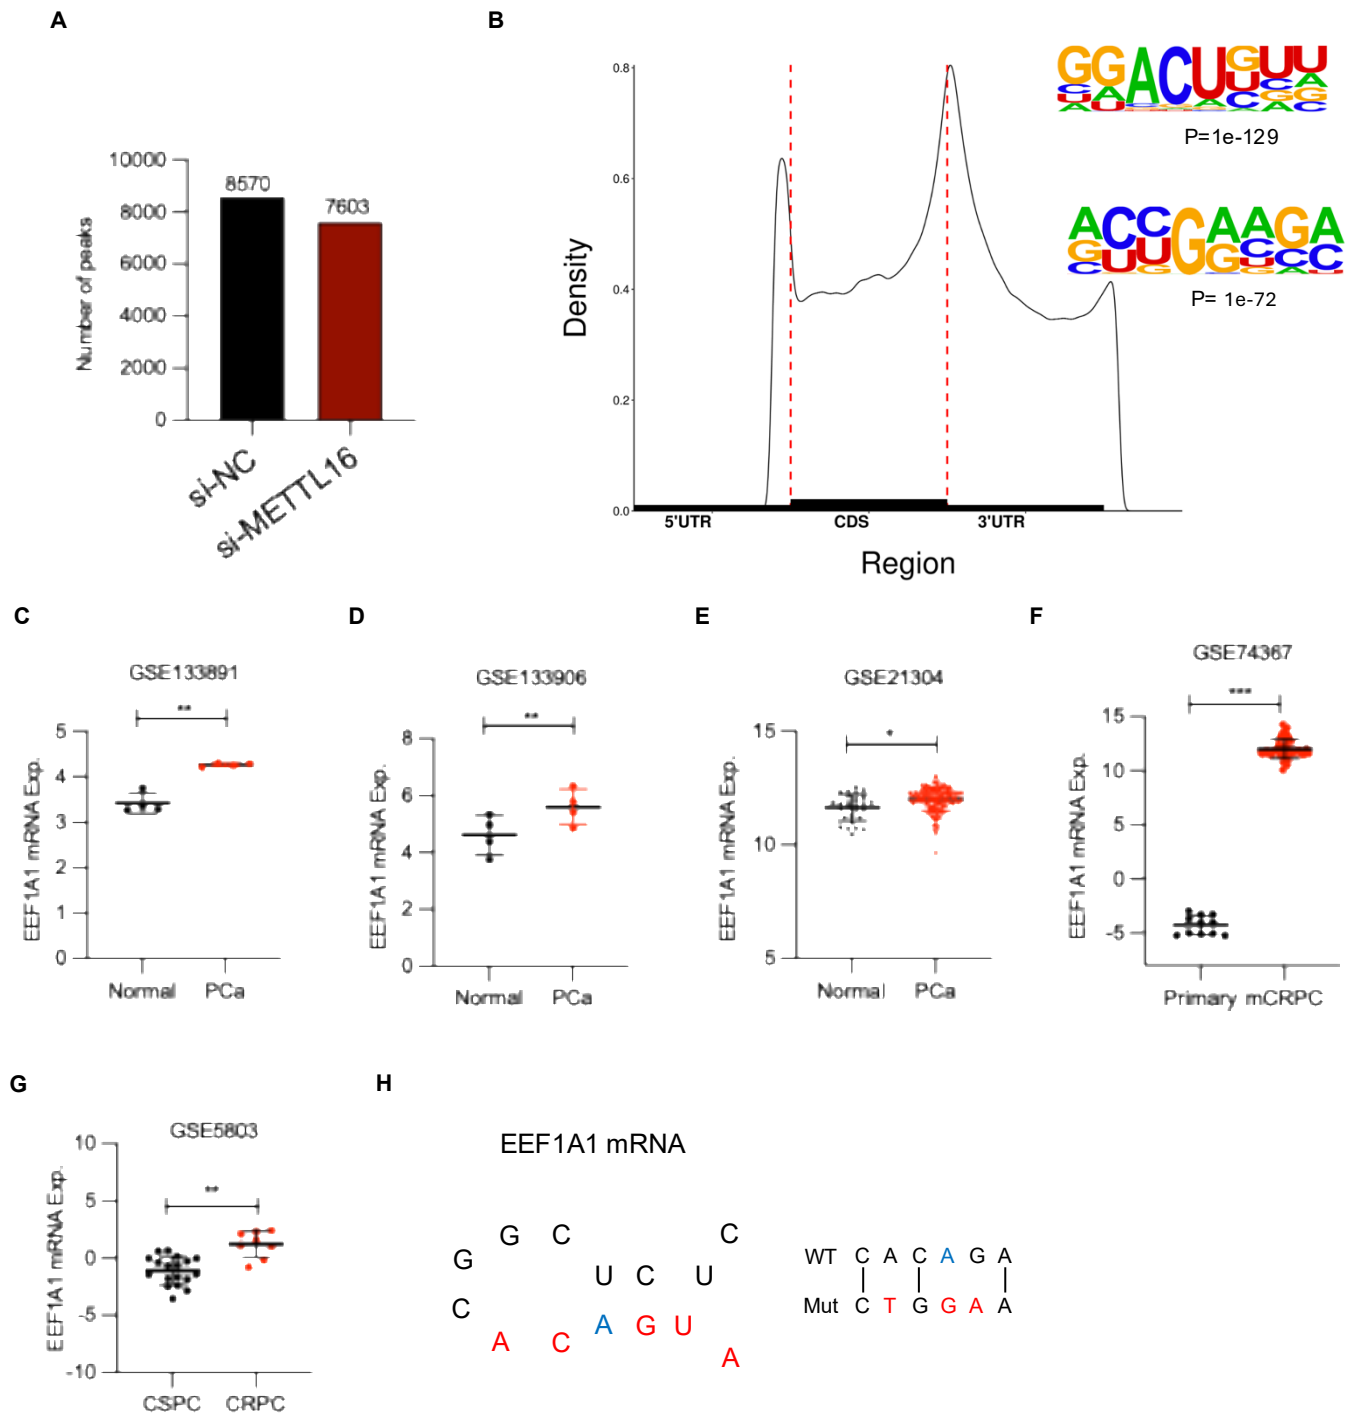 A
10000
8000
6000
4000
2000
0
Number of peaks
8570
7603
si-NC
si-METTL16
B
0.8
0.6
0.4
0.2
0.0
Density
5'UTR CDS 3'UTR
Region
GGACUGUU
P=1e-129
ACCGAAGA
P= 1e-72
C
GSE133891
**
EEF1A1 mRNA Exp.
5
4
3
2
1
0
Normal PCa
D
GSE133906
**
EEF1A1 mRNA Exp.
8
6
4
2
0
Normal PCa
E
GSE21304
*
EEF1A1 mRNA Exp.
15
10
5
Normal PCa
F
GSE74367
***
EEF1A1 mRNA Exp.
15
10
5
0
-5
Primary mCRPC
G
GSE5803
**
EEF1A1 mRNA Exp.
10
5
0
-5
-10
CSPC CRPC
H
EEF1A1 mRNA
G C C
G U C U
C A C A G U A
WT C A C A G A
Mut C T G G A A